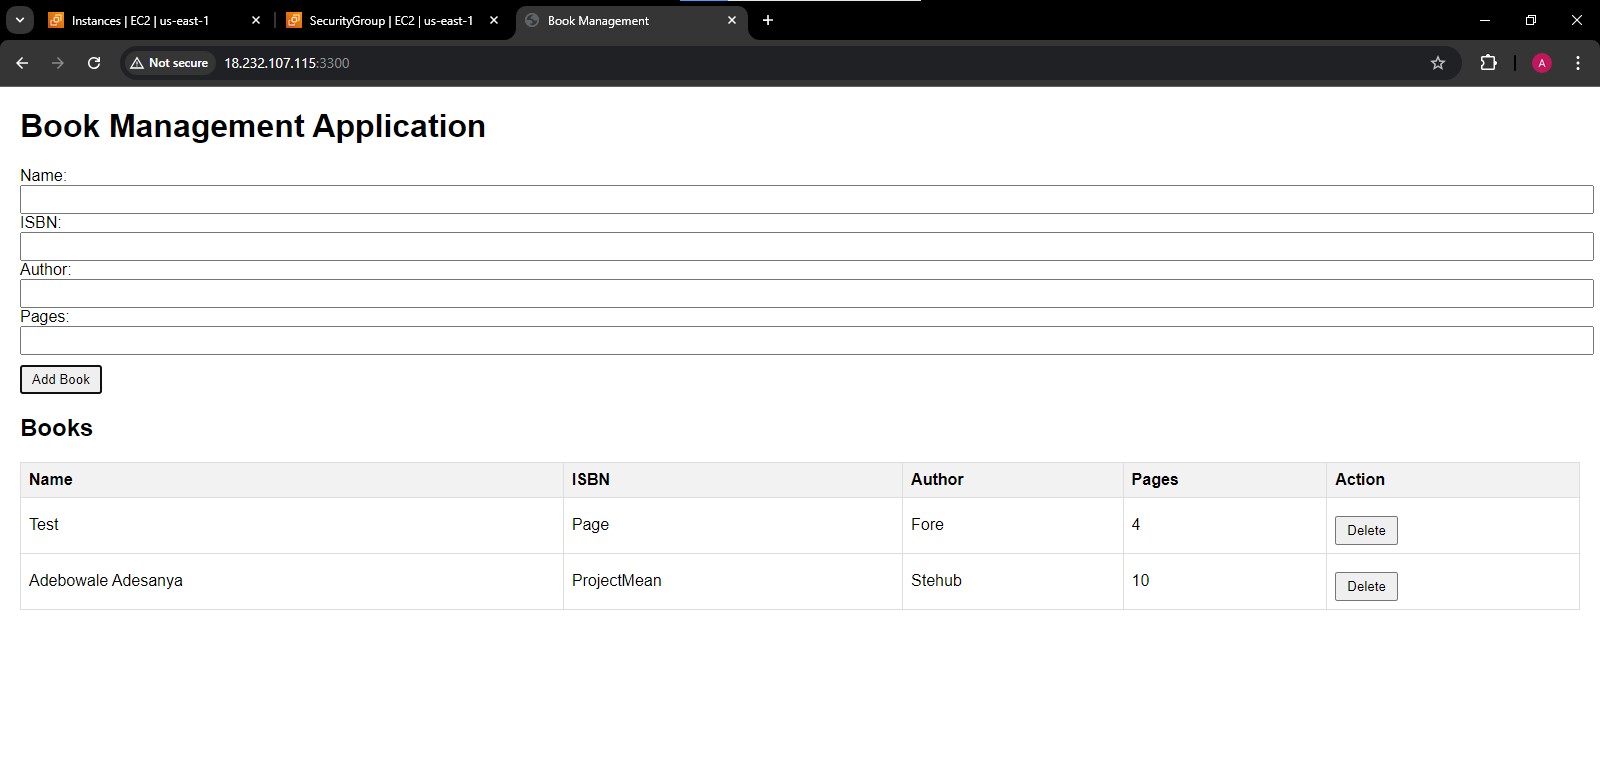 Instances | EC2 | us-east-1 SecurityGroup | EC2 | us-east-1 Book Management
Not secure 18.232.107.115:3300 A
Book Management Application
Name:
ISBN:
Author:
Pages:
Add Book
Books
Name ISBN Author Pages Action
Test Page Fore 4 Delete
Adebowale Adesanya ProjectMean Stehub 10 Delete